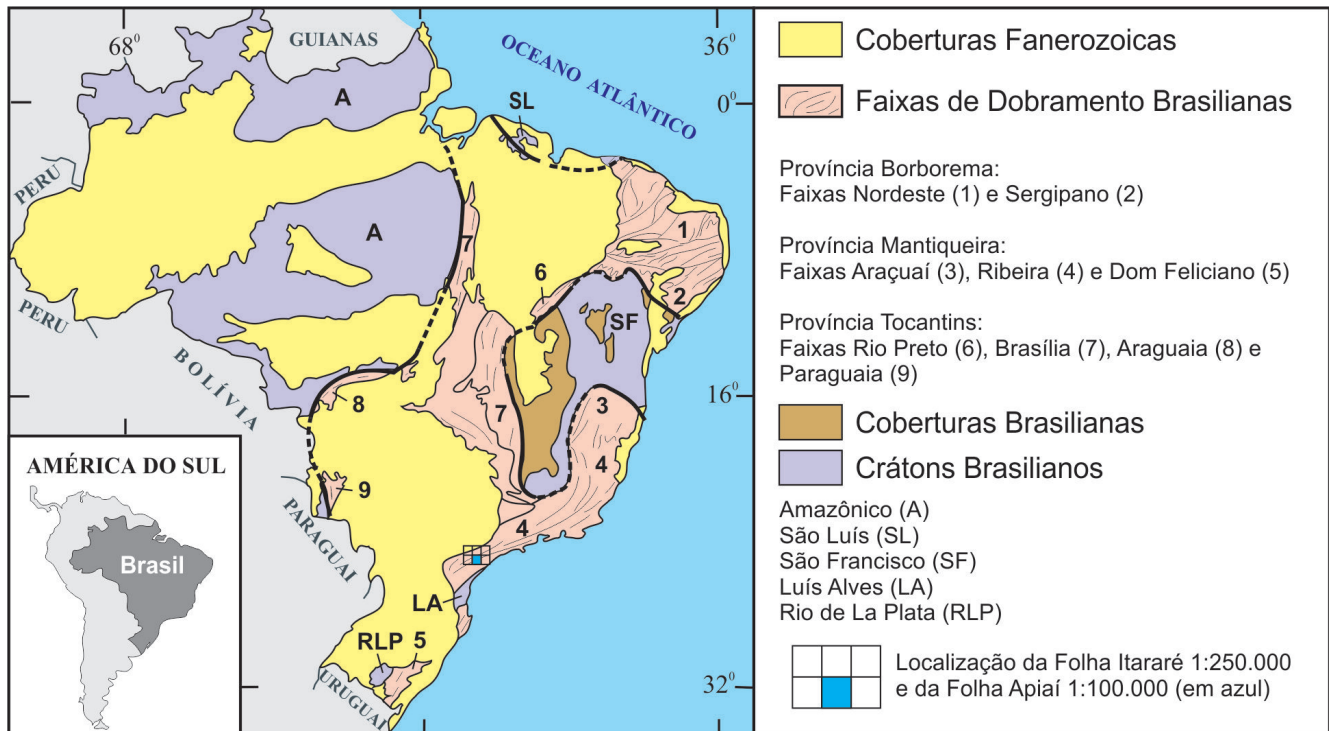 68⁰
36⁰
GUIANAS
OCEANO ATLÂNTICO
A
SL
0⁰
PERU
A
7
1
6
2
PERU
SF
BOLÍVIA
8
7
3
16⁰
4
9
4
PARAGUAI
LA
RLP
5
URUGUAI
32⁰
AMÉRICA DO SUL
Brasil
Coberturas Fanerozoicas
Faixas de Dobramento Brasilianas
Província Borborema:
Faixas Nordeste (1) e Sergipano (2)
Província Mantiqueira:
Faixas Araçuaí (3), Ribeira (4) e Dom Feliciano (5)
Província Tocantins:
Faixas Rio Preto (6), Brasília (7), Araguaia (8) e
Paraguaia (9)
Coberturas Brasilianas
Crátons Brasilianos
Amazônico (A)
São Luís (SL)
São Francisco (SF)
Luís Alves (LA)
Rio de La Plata (RLP)
Localização da Folha Itararé 1:250.000
e da Folha Apiaí 1:100.000 (em azul)